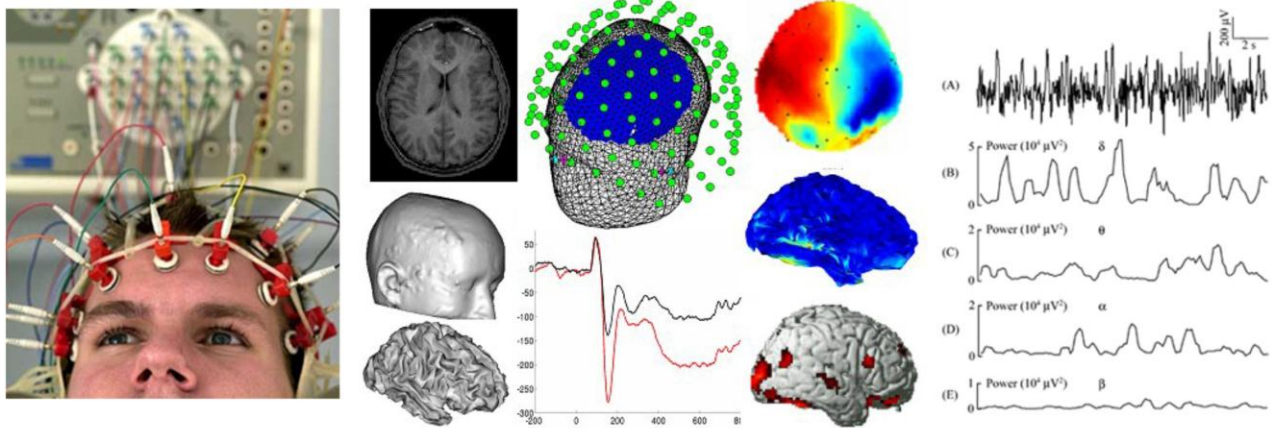 200 µV
2 s
(A)
Power (10⁴ µV²) δ
5
(B)
0
Power (10⁴ µV²) θ
2
(C)
0
Power (10⁴ µV²) α
2
(D)
0
Power (10⁴ µV²) β
1
(E)
0
50
0
-50
-100
-150
-200
-250
-300
-200 0 200 400 600